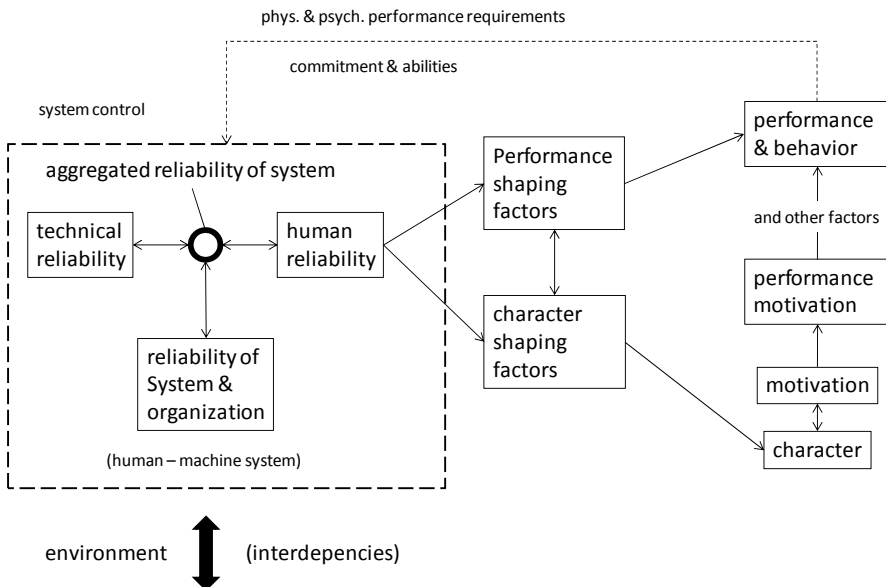 phys. & psych. performance requirements
commitment & abilities
system control
aggregated reliability of system
technical
reliability
human
reliability
reliability of
System &
organization
(human – machine system)
Performance
shaping
factors
character
shaping
factors
performance
& behavior
and other factors
performance
motivation
motivation
character
environment
(interdepencies)